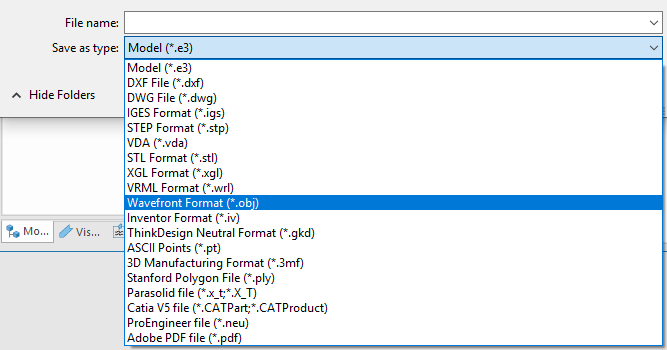 File name:
Save as type: Model (*.e3)
Model (*.e3)
DXF File (*.dxf)
DWG File (*.dwg)
Hide Folders
IGES Format (*.igs)
STEP Format (*.stp)
VDA (*.vda)
STL Format (*.stl)
XGL Format (*.xgl)
VRML Format (*.wrl)
Wavefront Format (*.obj)
Inventor Format (*.iv)
Mo...
Vis...
ThinkDesign Neutral Format (*.gkd)
ASCII Points (*.pt)
3D Manufacturing Format (*.3mf)
Stanford Polygon File (*.ply)
Parasolid file (*.x_t;*.X_T)
Catia V5 file (*.CATPart;*.CATProduct)
ProEngineer file (*.neu)
Adobe PDF file (*.pdf)